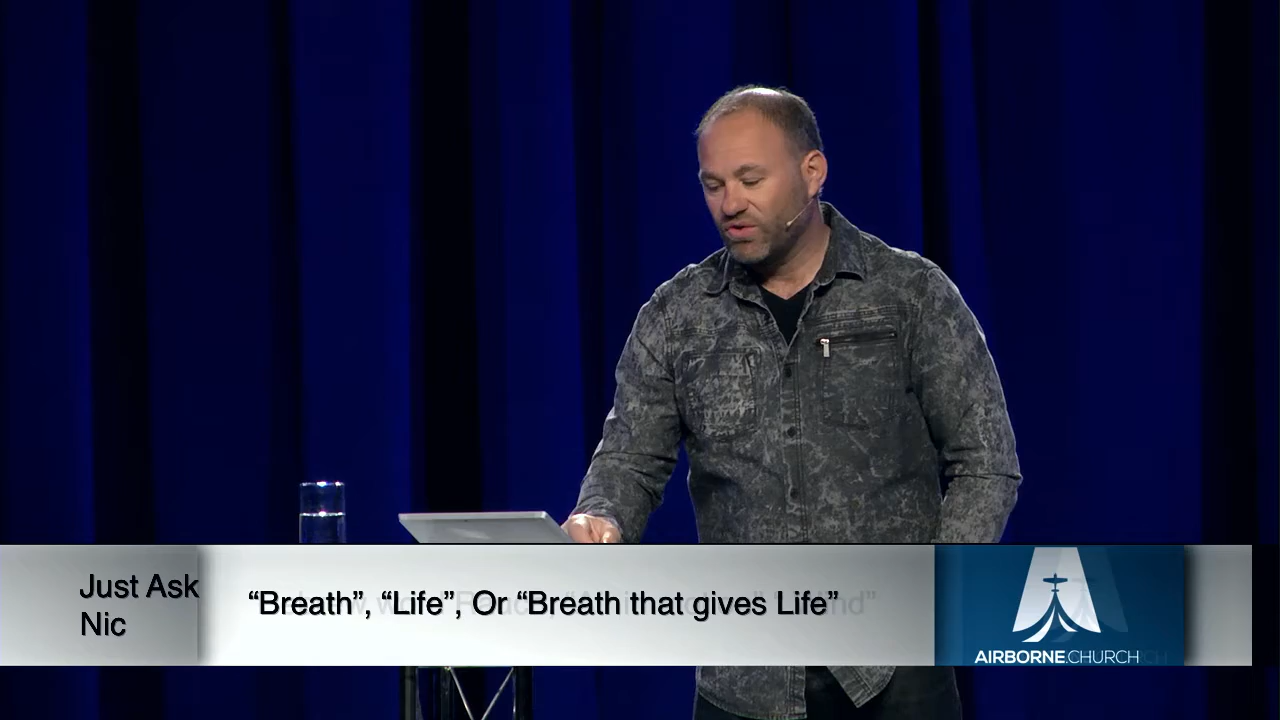 Just Ask
Nic
“Breath”, “Life”, Or “Breath that gives Life”
AIRBORNE.CHURCH